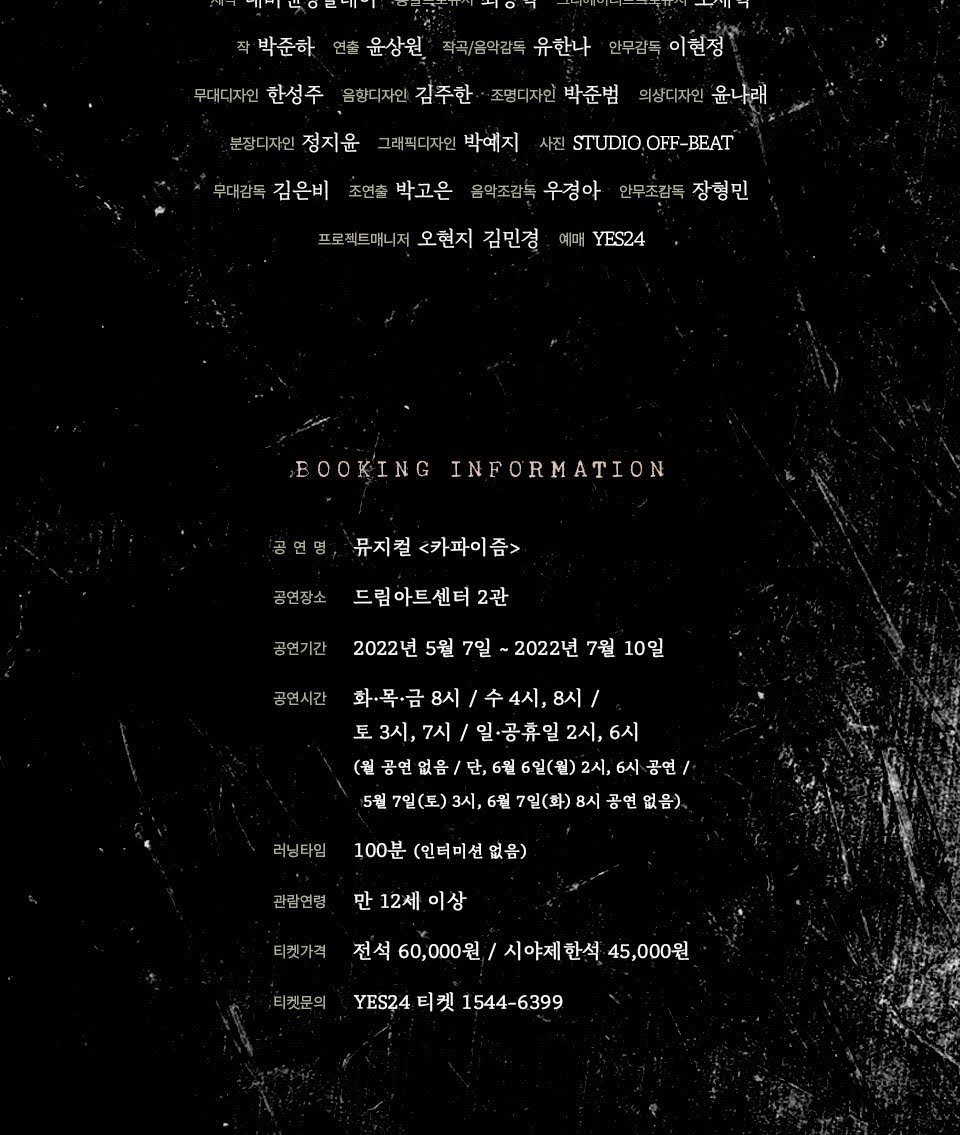 작 박준하 연출 윤상원 작곡/음악감독 유한나 안무감독 이현정
무대디자인 한성주 음향디자인 김주한 조명디자인 박준범 의상디자인 윤나래
분장디자인 정지윤 그래픽디자인 박예지 사진 STUDIO OFF-BEAT
무대감독 김은비 조연출 박고은 음악조감독 우경아 안무조감독 장형민
프로젝트매니저 오현지 김민경 예매 YES24
BOOKING INFORMATION
공 연 명 뮤지컬 <카파이즘>
공연장소 드림아트센터 2관
공연기간 2022년 5월 7일 ~ 2022년 7월 10일
공연시간 화·목·금 8시 / 수 4시, 8시 /
토 3시, 7시 / 일·공휴일 2시, 6시
(월 공연 없음 / 단, 6월 6일(월) 2시, 6시 공연 /
5월 7일(토) 3시, 6월 7일(화) 8시 공연 없음)
러닝타임 100분 (인터미션 없음)
관람연령 만 12세 이상
티켓가격 전석 60,000원 / 시야제한석 45,000원
티켓문의 YES24 티켓 1544-6399